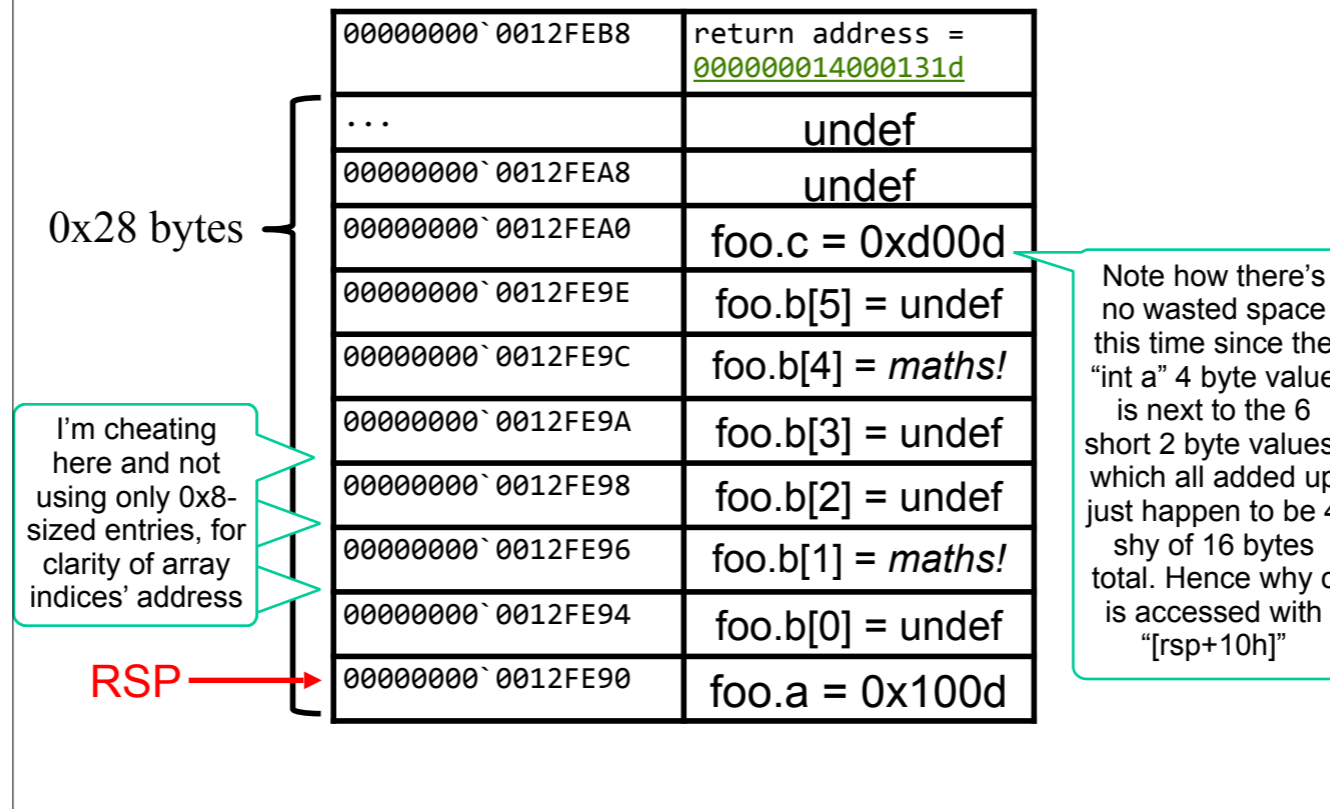 00000000`0012FEB8 return address =
000000014000131d
... undef
00000000`0012FEA8 undef
0x28 bytes
00000000`0012FEA0 foo.c = 0xd00d
00000000`0012FE9E foo.b[5] = undef
00000000`0012FE9C foo.b[4] = maths!
00000000`0012FE9A foo.b[3] = undef
00000000`0012FE98 foo.b[2] = undef
00000000`0012FE96 foo.b[1] = maths!
00000000`0012FE94 foo.b[0] = undef
RSP
00000000`0012FE90 foo.a = 0x100d
I'm cheating
here and not
using only 0x8-
sized entries, for
clarity of array
indices' address
Note how there's
no wasted space
this time since the
“int a” 4 byte value
is next to the 6
short 2 byte values
which all added up
just happen to be 4
shy of 16 bytes
total. Hence why c
is accessed with
“[rsp+10h]”